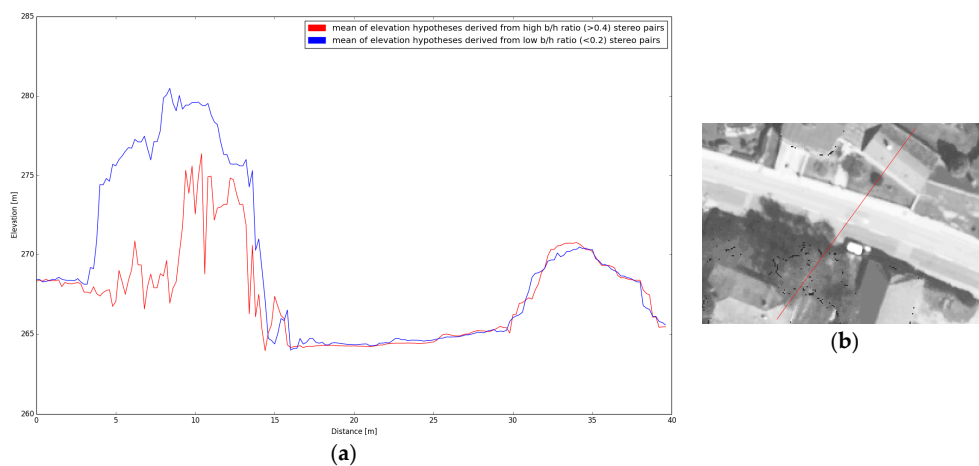 285
mean of elevation hypotheses derived from high b/h ratio (>0.4) stereo pairs
mean of elevation hypotheses derived from low b/h ratio (<0.2) stereo pairs
280
275
Elevation [m]
270
265
260
0 5 10 15 20 25 30 35 40
Distance [m]
(a)
(b)